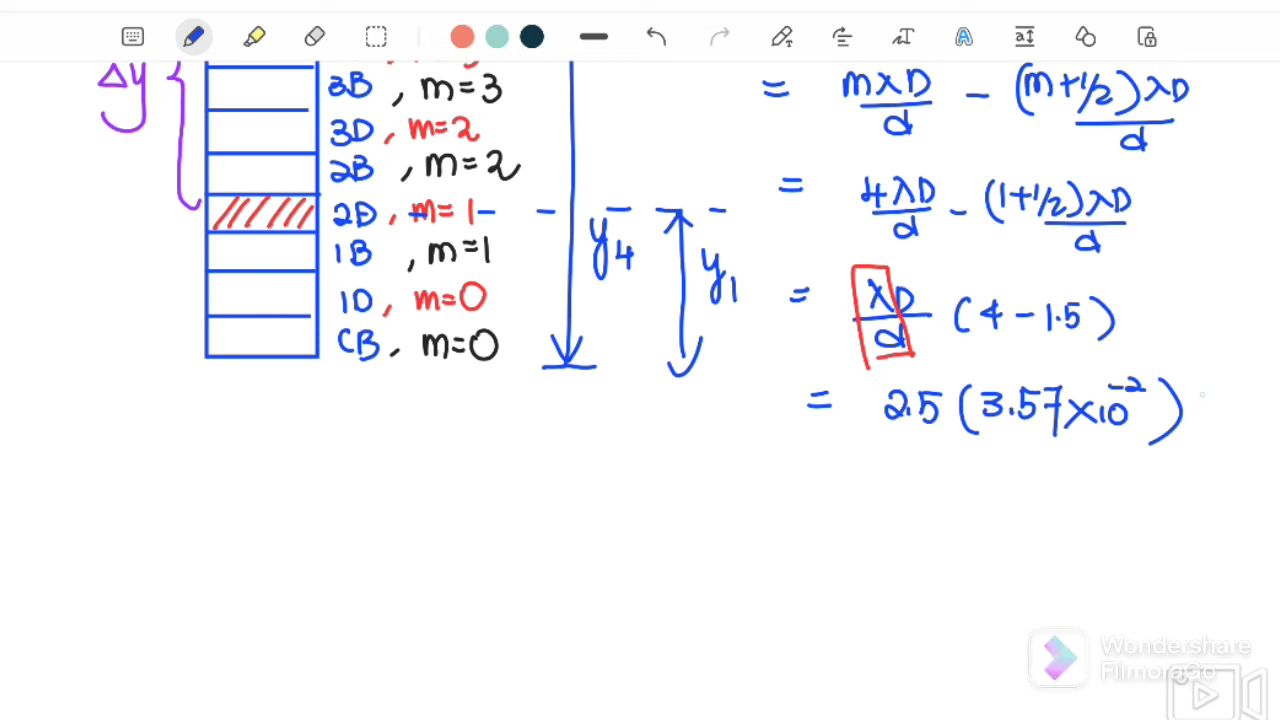 Δy
3B , m=3
3D , m=2
2B , m=2
2D , m=1
1B , m=1
1D , m=0
CB , m=0
y4
y1
= mλD/d - (m+1/2)λD/d
= 4λD/d - (1+1/2)λD/d
= λD/d (4-1.5)
= 2.5 (3.57×10⁻²)
Wondershare
FilmoraGo